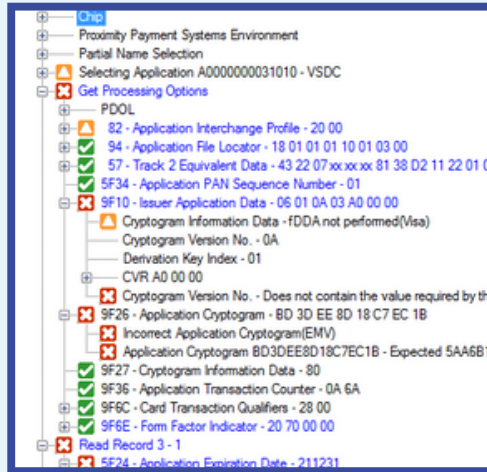 Chip
Proximity Payment Systems Environment
Partial Name Selection
Selecting Application A0000000031010 - VSDC
Get Processing Options
PDOL
82 - Application Interchange Profile - 20 00
94 - Application File Locator - 18 01 01 01 10 01 03 00
57 - Track 2 Equivalent Data - 43 22 07 xx xx xx 81 38 D2 11 22 01 0
5F34 - Application PAN Sequence Number - 01
9F10 - Issuer Application Data - 06 01 0A 03 A0 00 00
Cryptogram Information Data - fDDA not performed(Visa)
Cryptogram Version No. - 0A
Derivation Key Index - 01
CVR A0 00 00
Cryptogram Version No. - Does not contain the value required by th
9F26 - Application Cryptogram - BD 3D EE 8D 18 C7 EC 1B
Incorrect Application Cryptogram(EMV)
Application Cryptogram BD3DEE8D18C7EC1B - Expected 5AA6B1
9F27 - Cryptogram Information Data - 80
9F36 - Application Transaction Counter - 0A 6A
9F6C - Card Transaction Qualifiers - 28 00
9F6E - Form Factor Indicator - 20 70 00 00
Read Record 3 - 1
5F24 - Application Expiration Date - 211231